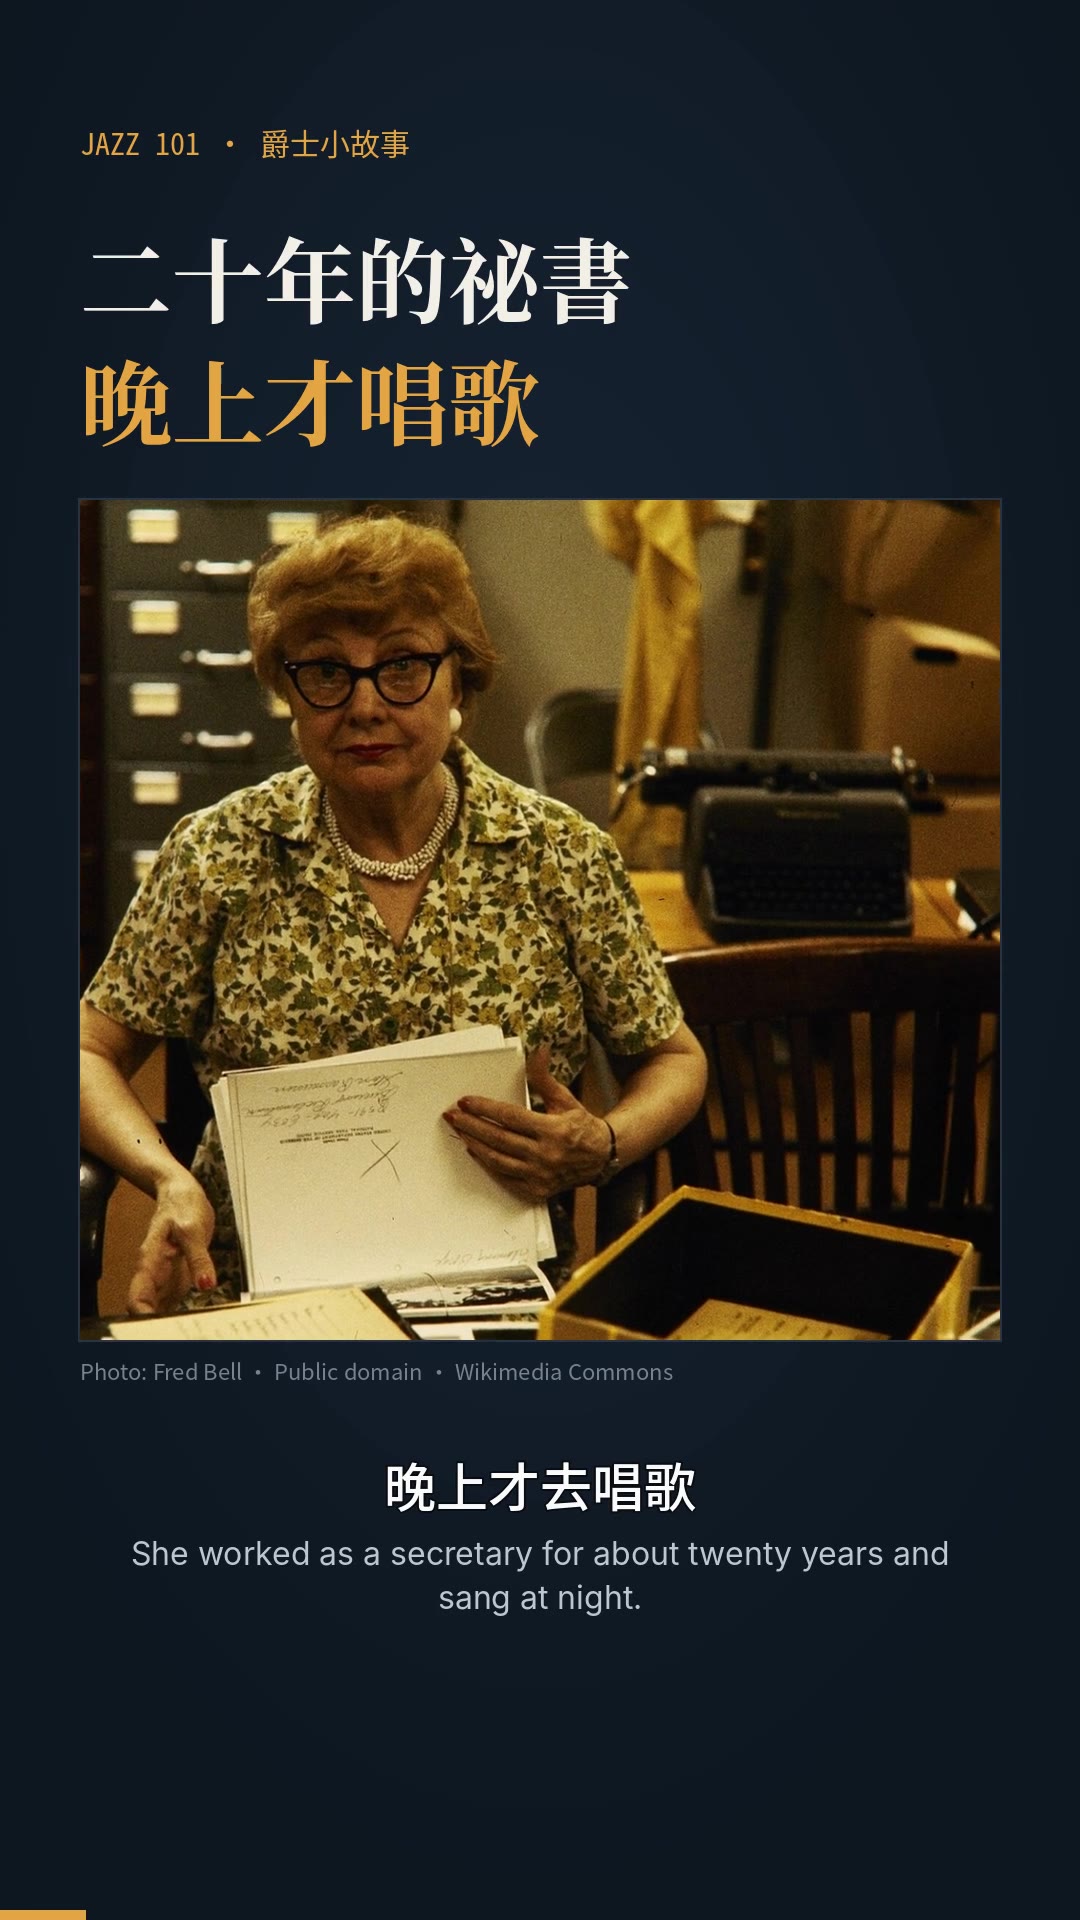 JAZZ 101 • 爵士小故事
二十年的祕書
晚上才唱歌
Photo: Fred Bell • Public domain • Wikimedia Commons
晚上才去唱歌
She worked as a secretary for about twenty years and
sang at night.